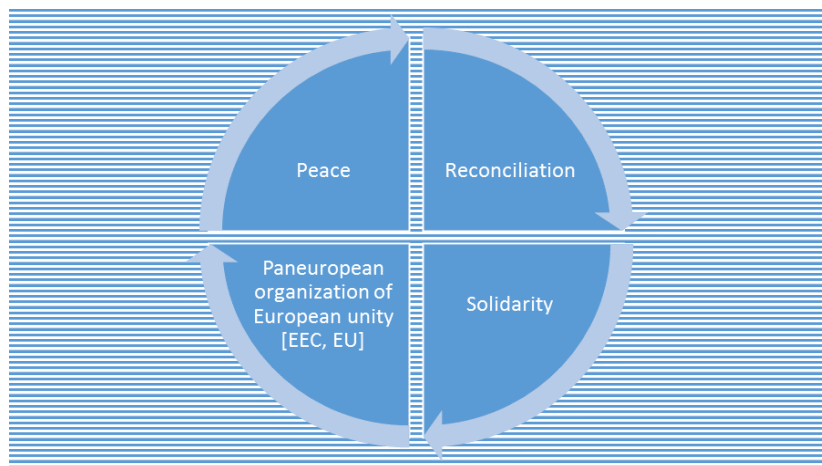 Peace
Reconciliation
Paneuropean
organization of
European unity
[EEC, EU]
Solidarity